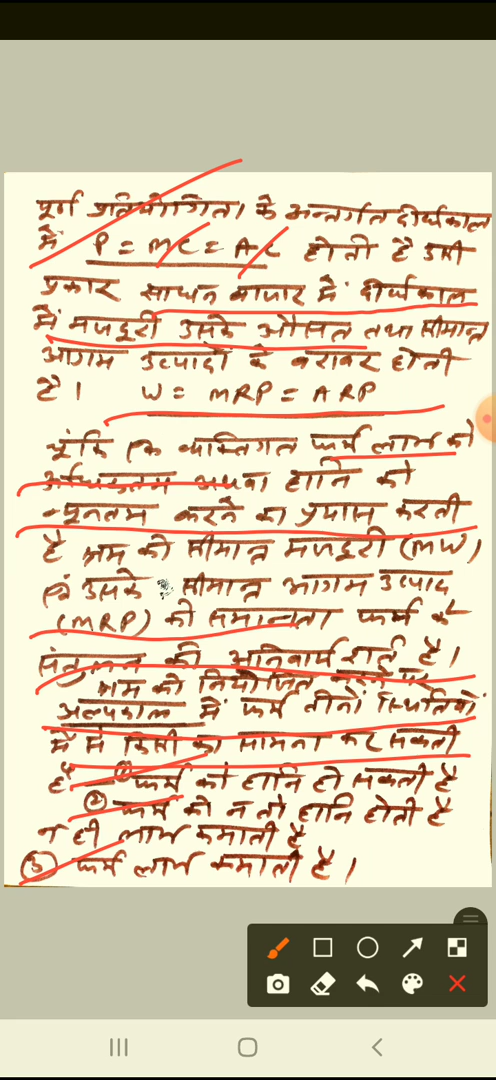 पूर्ण प्रतियोगिता के अन्तर्गत दीर्घकाल
में P = MC = AC होती है उसी
प्रकार साधन बाजार में दीर्घकाल
में मजदूरी उसके औसत तथा सीमान्त
आगम उत्पादों के बराबर होती
है। W = MRP = ARP
चूंकि एक व्यक्तिगत फर्म लाभ को
अधिकतम अथवा हानि को
न्यूनतम करने का प्रयास करती
है श्रम की सीमान्त मजदूरी (MW)
एवं उसके सीमान्त आगम उत्पाद
(MRP) की समानता फर्म के
संतुलन की अनिवार्य शर्त है।
श्रम को नियोजित करने पर
अल्पकाल में फर्म तीनों स्थितियों
में से किसी का सामना कर सकती
है ① फर्म को हानि हो सकती है
② फर्म को न तो हानि होती है
न ही लाभ कमाती है
③ फर्म लाभ कमाती है।